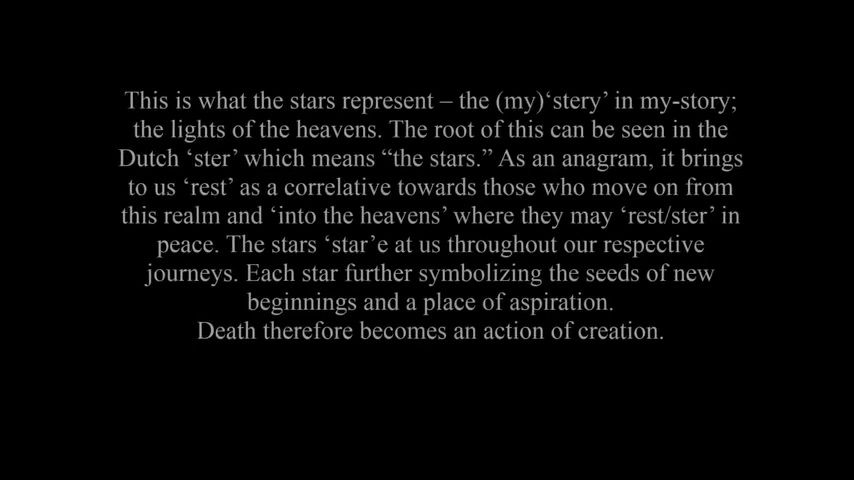 This is what the stars represent – the (my)‘stery’ in my-story;
the lights of the heavens. The root of this can be seen in the
Dutch ‘ster’ which means “the stars.” As an anagram, it brings
to us ‘rest’ as a correlative towards those who move on from
this realm and ‘into the heavens’ where they may ‘rest/ster’ in
peace. The stars ‘star’e at us throughout our respective
journeys. Each star further symbolizing the seeds of new
beginnings and a place of aspiration.
Death therefore becomes an action of creation.